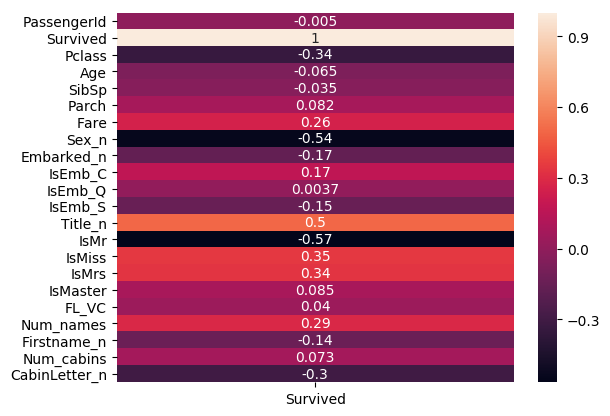 PassengerId -0.005
Survived 1
Pclass -0.34
Age -0.065
SibSp -0.035
Parch 0.082
Fare 0.26
Sex_n -0.54
Embarked_n -0.17
IsEmb_C 0.17
IsEmb_Q 0.0037
IsEmb_S -0.15
Title_n 0.5
IsMr -0.57
IsMiss 0.35
IsMrs 0.34
IsMaster 0.085
FL_VC 0.04
Num_names 0.29
Firstname_n -0.14
Num_cabins 0.073
CabinLetter_n -0.3
Survived
0.9
0.6
0.3
0.0
−0.3